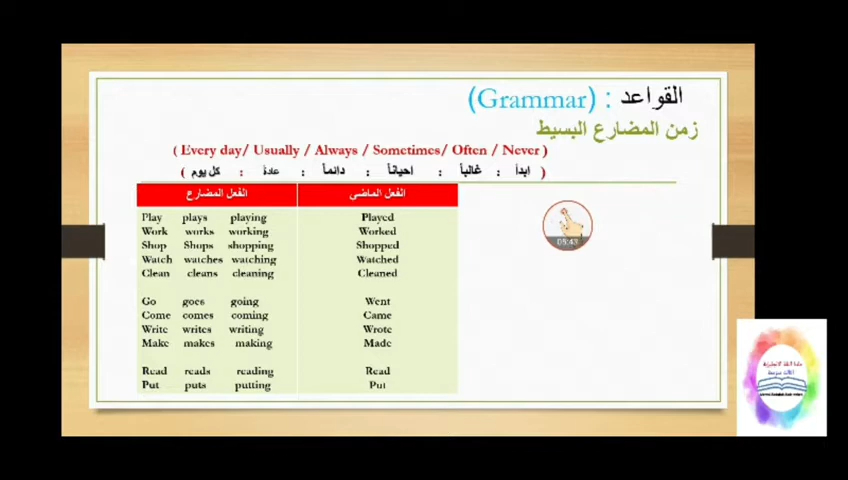 القواعد : (Grammar)
زمن المضارع البسيط
( Every day/ Usually / Always / Sometimes/ Often / Never )
( ابدأ : غالباً : احياناً : دائماً : عادة : كل يوم )
الفعل المضارع الفعل الماضي
Play plays playing Played
Work works working Worked
Shop Shops shopping Shopped
Watch watches watching Watched
Clean cleans cleaning Cleaned
Go goes going Went
Come comes coming Came
Write writes writing Wrote
Make makes making Made
Read reads reading Read
Put puts putting Put
05:43